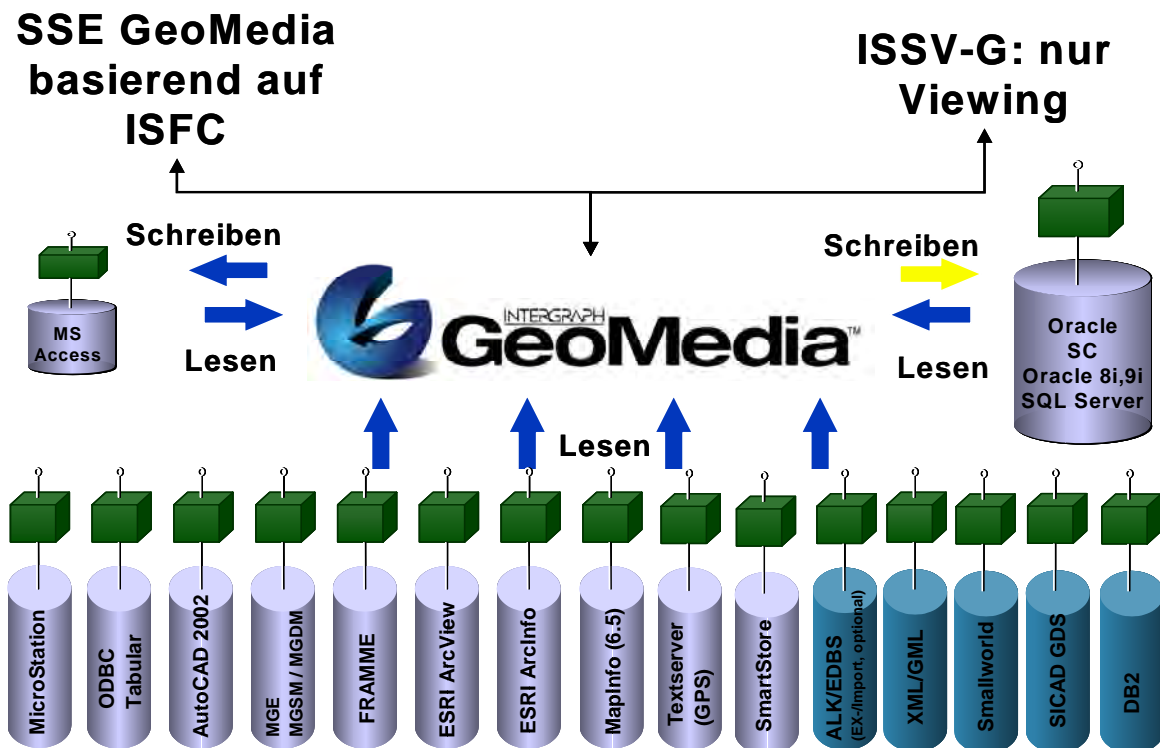 SSE GeoMedia
basierend auf
ISFC
ISSV-G: nur
Viewing
Schreiben
Lesen
MS
Access
INTERGRAPH
GeoMedia™
Schreiben
Lesen
Oracle
SC
Oracle 8i,9i
SQL Server
Lesen
MicroStation
ODBC
Tabular
AutoCAD 2002
MGE
MGSM / MGDM
FRAMME
ESRI ArcView
ESRI ArcInfo
MapInfo (6.5)
Textserver
(GPS)
SmartStore
ALK/EDBS
(EX-/Import, optional)
XML/GML
Smallworld
SICAD GDS
DB2